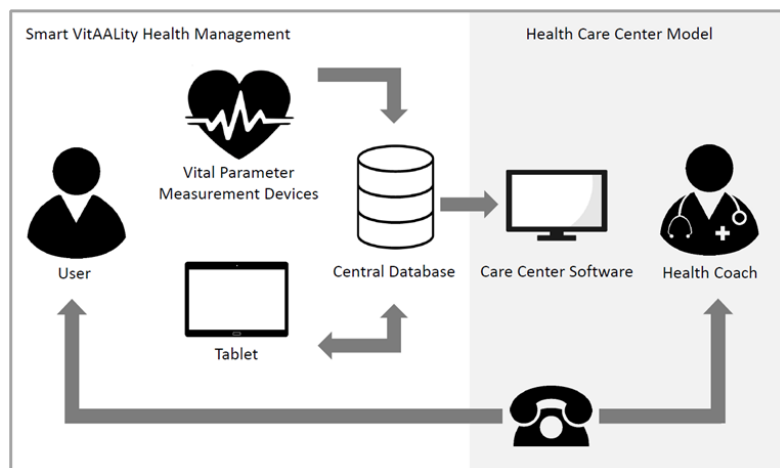 Smart VitAALity Health Management
Health Care Center Model
Vital Parameter
Measurement Devices
User
Central Database
Care Center Software
Health Coach
Tablet